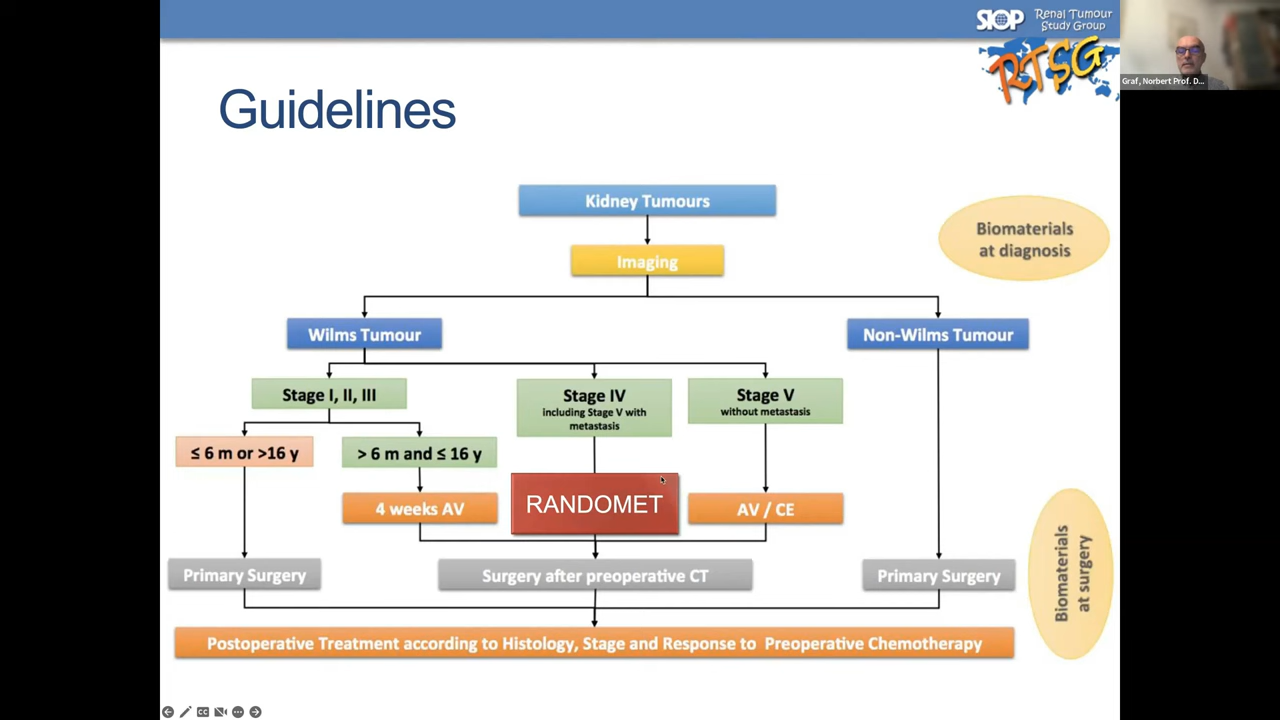 SIOP
Renal Tumour
Study Group
RTSG
Graf, Norbert Prof. D...
Guidelines
Kidney Tumours
Biomaterials
at diagnosis
Imaging
Wilms Tumour
Non-Wilms Tumour
Stage I, II, III
Stage IV
including Stage V with
metastasis
Stage V
without metastasis
≤ 6 m or >16 y
> 6 m and ≤ 16 y
4 weeks AV
RANDOMET
AV / CE
Biomaterials
at surgery
Primary Surgery
Surgery after preoperative CT
Primary Surgery
Postoperative Treatment according to Histology, Stage and Response to Preoperative Chemotherapy
CC